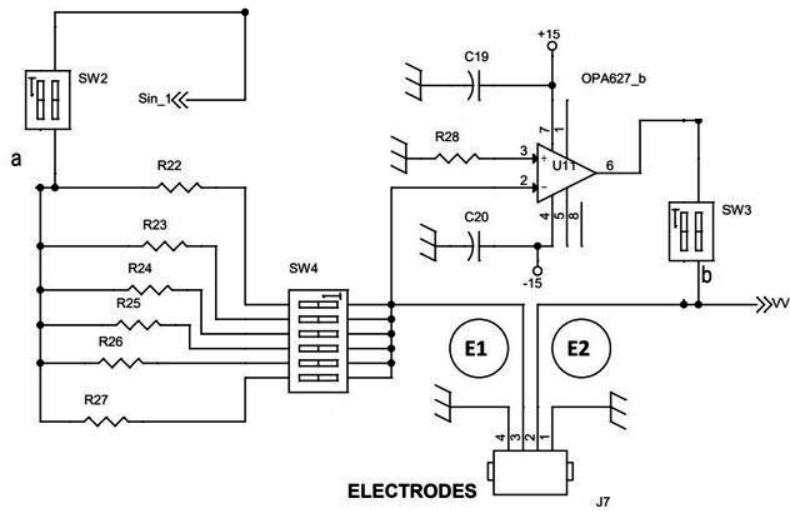 +15
C19
OPA627_b
SW2
Sin_1
7
1
R28
3
+
U11
6
a
2
-
R22
4
5
8
SW3
R23
C20
b
SW4
R24
-15
VV
R25
E1
E2
R26
R27
4
3
2
1
ELECTRODES
J7